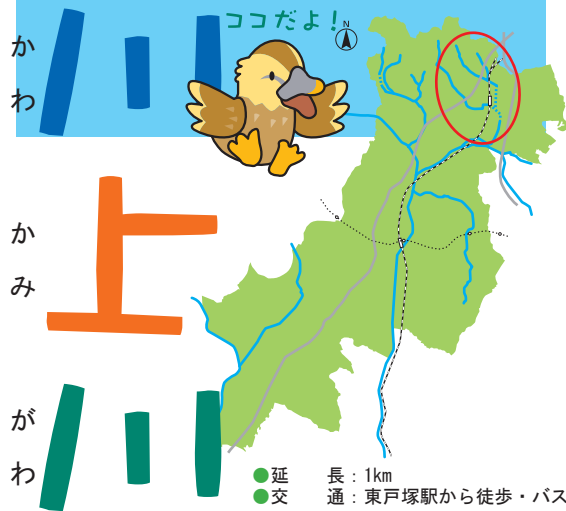 川上川
かわかみがわ
ココだよ!
N
●延　　長:1km
●交　　通:東戸塚駅から徒歩・バス